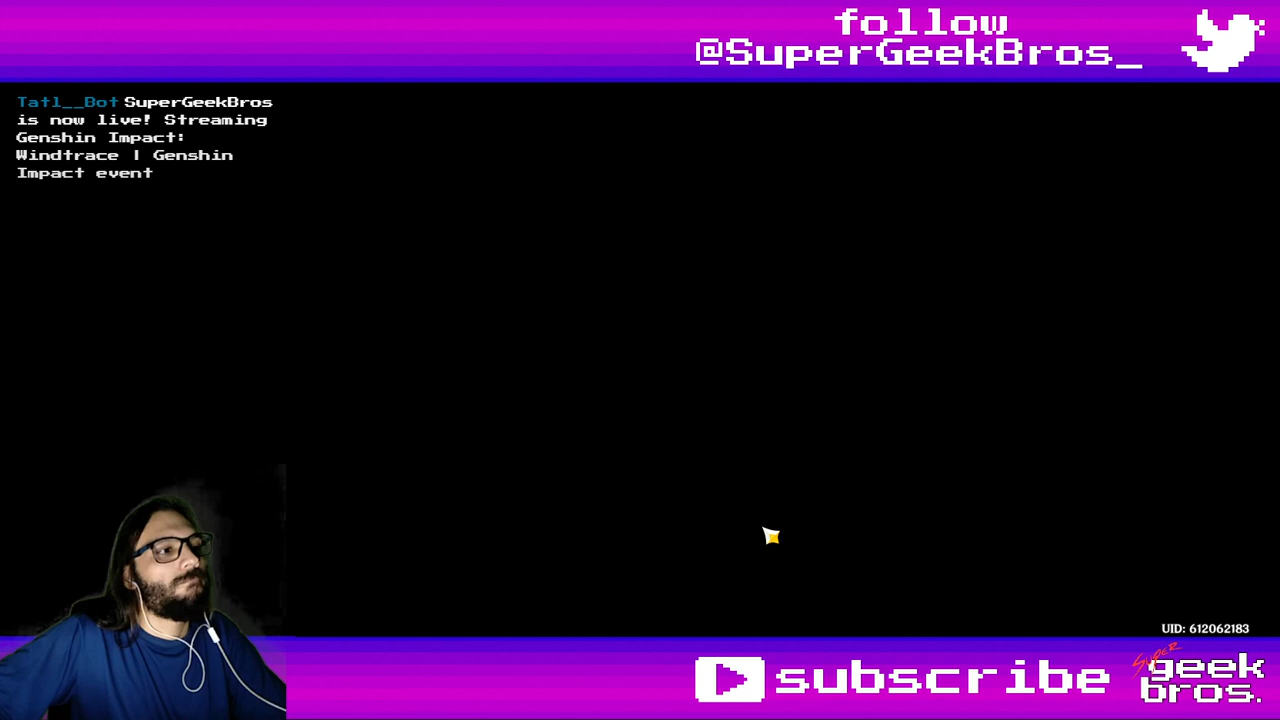 follow
@SuperGeekBros_
Tatl__Bot SuperGeekBros
is now live! Streaming
Genshin Impact:
Windtrace | Genshin
Impact event
UID: 612062183
subscribe
SUPER
geek
bros.